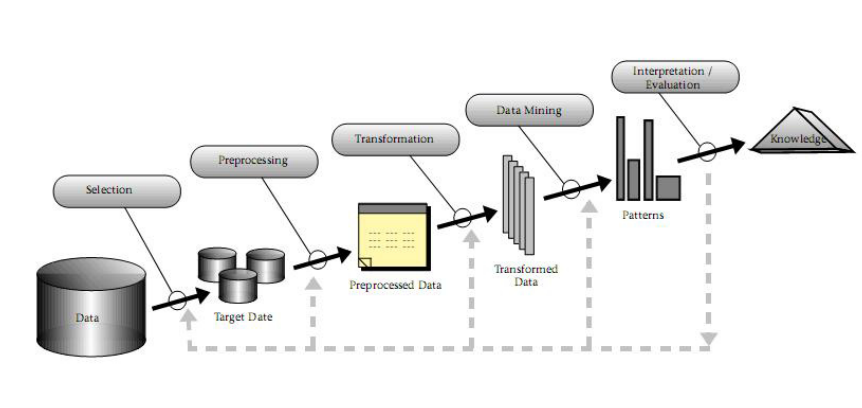 Interpretation /
Evaluation
Data Mining
Transformation
Preprocessing
Selection
Knowledge
Patterns
Transformed
Data
Preprocessed Data
Target Date
Data